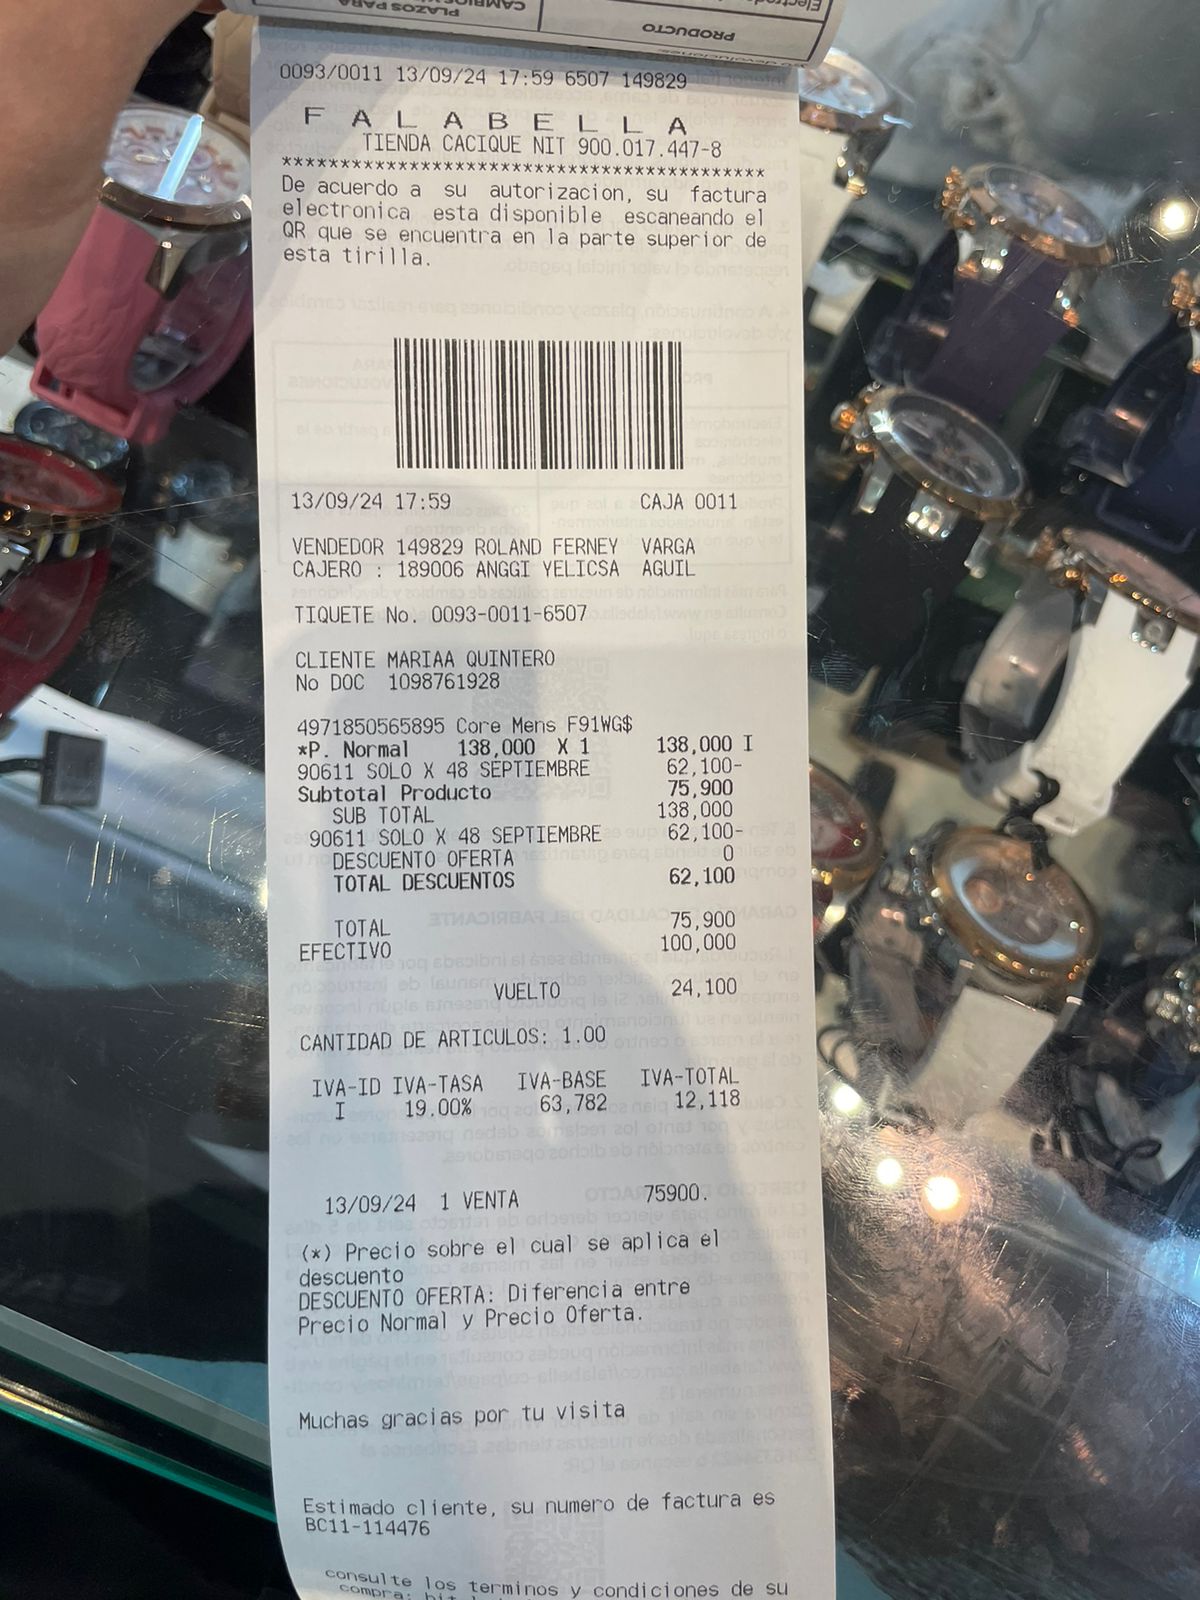 PLAZOS PARA
CAMBIOS
PRODUCTO
0093/0011 13/09/24 17:59 6507 149829
F A L A B E L L A
TIENDA CACIQUE NIT 900.017.447-8
*****************************************
De acuerdo a su autorizacion, su factura
electronica esta disponible escaneando el
QR que se encuentra en la parte superior de
esta tirilla.
13/09/24 17:59 CAJA 0011
VENDEDOR 149829 ROLAND FERNEY VARGA
CAJERO : 189006 ANGGI YELICSA AGUIL
TIQUETE No. 0093-0011-6507
CLIENTE MARIAA QUINTERO
No DOC 1098761928
4971850565895 Core Mens F91WG$
*P. Normal 138,000 X 1 138,000 I
90611 SOLO X 48 SEPTIEMBRE 62,100-
Subtotal Producto 75,900
SUB TOTAL 138,000
90611 SOLO X 48 SEPTIEMBRE 62,100-
DESCUENTO OFERTA 0
TOTAL DESCUENTOS 62,100
TOTAL 75,900
EFECTIVO 100,000
VUELTO 24,100
CANTIDAD DE ARTICULOS: 1.00
IVA-ID IVA-TASA IVA-BASE IVA-TOTAL
I 19.00% 63,782 12,118
13/09/24 1 VENTA 75900.
(*) Precio sobre el cual se aplica el
descuento
DESCUENTO OFERTA: Diferencia entre
Precio Normal y Precio Oferta.
Muchas gracias por tu visita
Estimado cliente, su numero de factura es
BC11-114476
consulte los terminos y condiciones de su
compra: